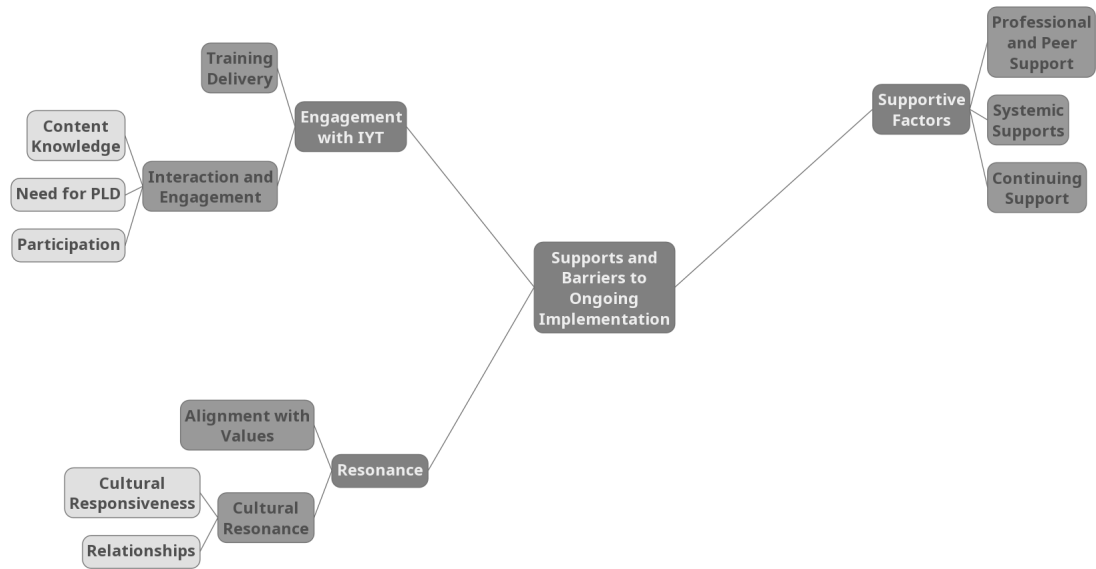 Professional
and Peer
Support
Training
Delivery
Supportive
Factors
Engagement
with IYT
Systemic
Supports
Content
Knowledge
Interaction and
Engagement
Continuing
Support
Need for PLD
Participation
Supports and
Barriers to
Ongoing
Implementation
Alignment with
Values
Resonance
Cultural
Responsiveness
Cultural
Resonance
Relationships